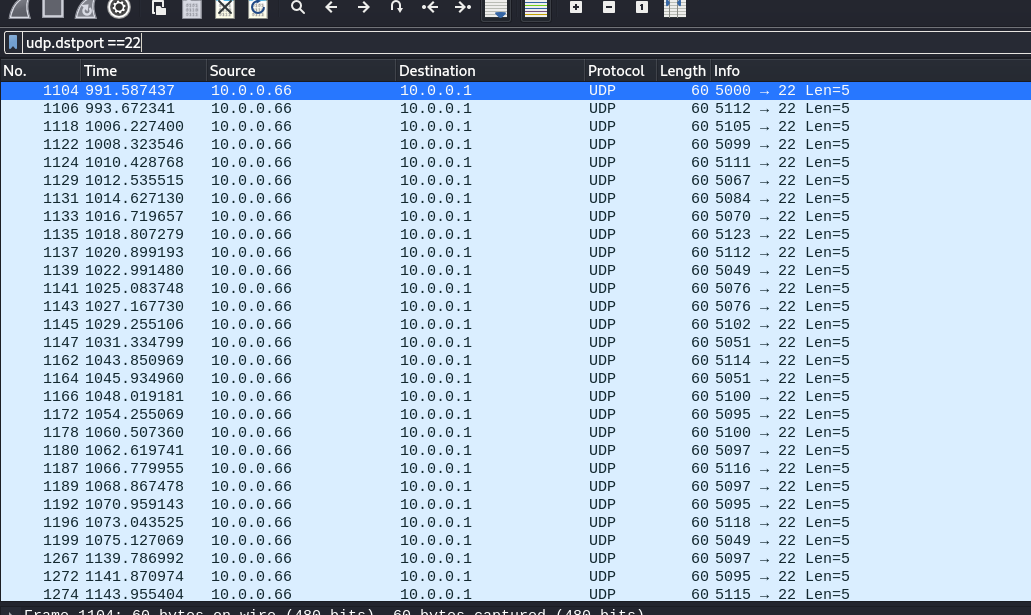 1
udp.dstport ==22
No. Time Source Destination Protocol Length Info
1104 991.587437 10.0.0.66 10.0.0.1 UDP 60 5000 → 22 Len=5
1106 993.672341 10.0.0.66 10.0.0.1 UDP 60 5112 → 22 Len=5
1118 1006.227400 10.0.0.66 10.0.0.1 UDP 60 5105 → 22 Len=5
1122 1008.323546 10.0.0.66 10.0.0.1 UDP 60 5099 → 22 Len=5
1124 1010.428768 10.0.0.66 10.0.0.1 UDP 60 5111 → 22 Len=5
1129 1012.535515 10.0.0.66 10.0.0.1 UDP 60 5067 → 22 Len=5
1131 1014.627130 10.0.0.66 10.0.0.1 UDP 60 5084 → 22 Len=5
1133 1016.719657 10.0.0.66 10.0.0.1 UDP 60 5070 → 22 Len=5
1135 1018.807279 10.0.0.66 10.0.0.1 UDP 60 5123 → 22 Len=5
1137 1020.899193 10.0.0.66 10.0.0.1 UDP 60 5112 → 22 Len=5
1139 1022.991480 10.0.0.66 10.0.0.1 UDP 60 5049 → 22 Len=5
1141 1025.083748 10.0.0.66 10.0.0.1 UDP 60 5076 → 22 Len=5
1143 1027.167730 10.0.0.66 10.0.0.1 UDP 60 5076 → 22 Len=5
1145 1029.255106 10.0.0.66 10.0.0.1 UDP 60 5102 → 22 Len=5
1147 1031.334799 10.0.0.66 10.0.0.1 UDP 60 5051 → 22 Len=5
1162 1043.850969 10.0.0.66 10.0.0.1 UDP 60 5114 → 22 Len=5
1164 1045.934960 10.0.0.66 10.0.0.1 UDP 60 5051 → 22 Len=5
1166 1048.019181 10.0.0.66 10.0.0.1 UDP 60 5100 → 22 Len=5
1172 1054.255069 10.0.0.66 10.0.0.1 UDP 60 5095 → 22 Len=5
1178 1060.507360 10.0.0.66 10.0.0.1 UDP 60 5100 → 22 Len=5
1180 1062.619741 10.0.0.66 10.0.0.1 UDP 60 5097 → 22 Len=5
1187 1066.779955 10.0.0.66 10.0.0.1 UDP 60 5116 → 22 Len=5
1189 1068.867478 10.0.0.66 10.0.0.1 UDP 60 5097 → 22 Len=5
1192 1070.959143 10.0.0.66 10.0.0.1 UDP 60 5095 → 22 Len=5
1196 1073.043525 10.0.0.66 10.0.0.1 UDP 60 5118 → 22 Len=5
1199 1075.127069 10.0.0.66 10.0.0.1 UDP 60 5049 → 22 Len=5
1267 1139.786992 10.0.0.66 10.0.0.1 UDP 60 5097 → 22 Len=5
1272 1141.870974 10.0.0.66 10.0.0.1 UDP 60 5095 → 22 Len=5
1274 1143.955404 10.0.0.66 10.0.0.1 UDP 60 5115 → 22 Len=5
Frame 1104: 60 bytes on wire (480 bits), 60 bytes captured (480 bits)